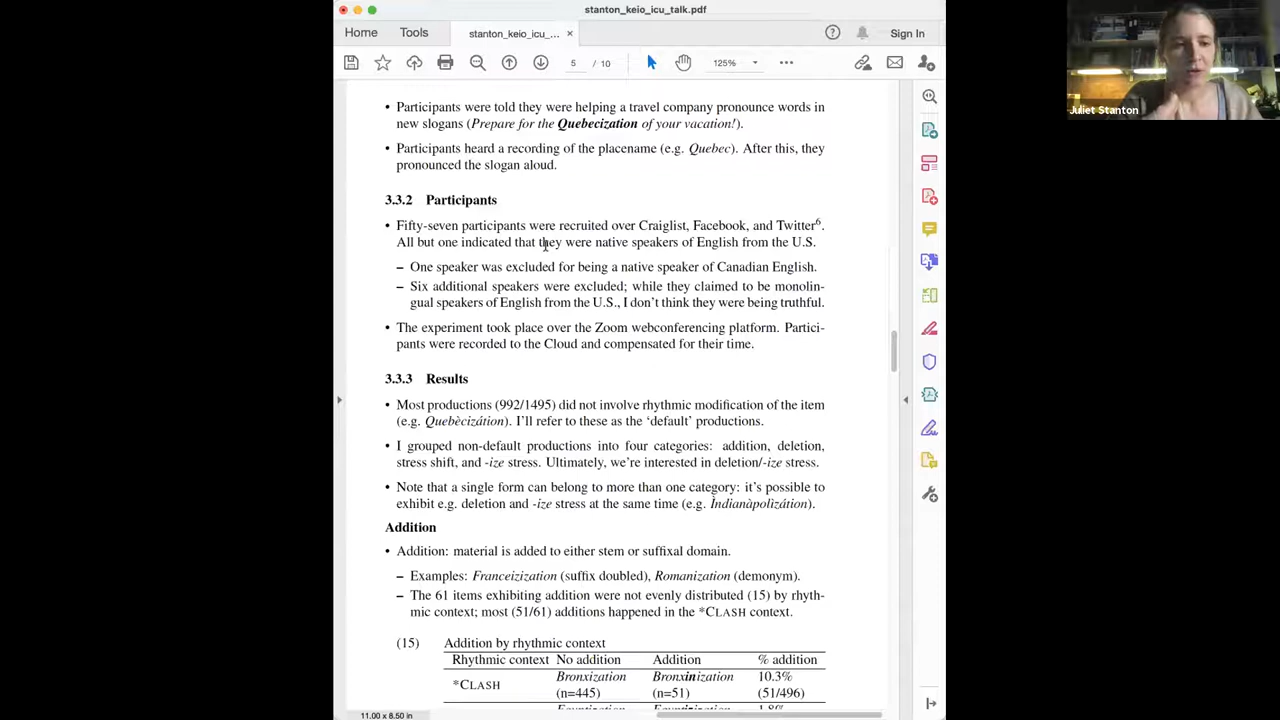 stanton_keio_icu_talk.pdf
Home
Tools
stanton_keio_icu_...
Sign In
5 / 10
125%
Juliet Stanton
• Participants were told they were helping a travel company pronounce words in
new slogans (Prepare for the Quebecization of your vacation!).
• Participants heard a recording of the placename (e.g. Quebec). After this, they
pronounced the slogan aloud.
3.3.2 Participants
• Fifty-seven participants were recruited over Craiglist, Facebook, and Twitter6.
All but one indicated that they were native speakers of English from the U.S.
– One speaker was excluded for being a native speaker of Canadian English.
– Six additional speakers were excluded; while they claimed to be monolin-
gual speakers of English from the U.S., I don't think they were being truthful.
• The experiment took place over the Zoom webconferencing platform. Partici-
pants were recorded to the Cloud and compensated for their time.
3.3.3 Results
• Most productions (992/1495) did not involve rhythmic modification of the item
(e.g. Quebècizátion). I'll refer to these as the 'default' productions.
• I grouped non-default productions into four categories: addition, deletion,
stress shift, and -ize stress. Ultimately, we're interested in deletion/-ize stress.
• Note that a single form can belong to more than one category: it's possible to
exhibit e.g. deletion and -ize stress at the same time (e.g. Ìndianàpolìzátion).
Addition
• Addition: material is added to either stem or suffixal domain.
– Examples: Franceizization (suffix doubled), Romanization (demonym).
– The 61 items exhibiting addition were not evenly distributed (15) by rhyth-
mic context; most (51/61) additions happened in the *CLASH context.
(15) Addition by rhythmic context
Rhythmic context No addition Addition % addition
*CLASH Bronxization Bronxinization 10.3%
(n=445) (n=51) (51/496)
11.00 x 8.50 in